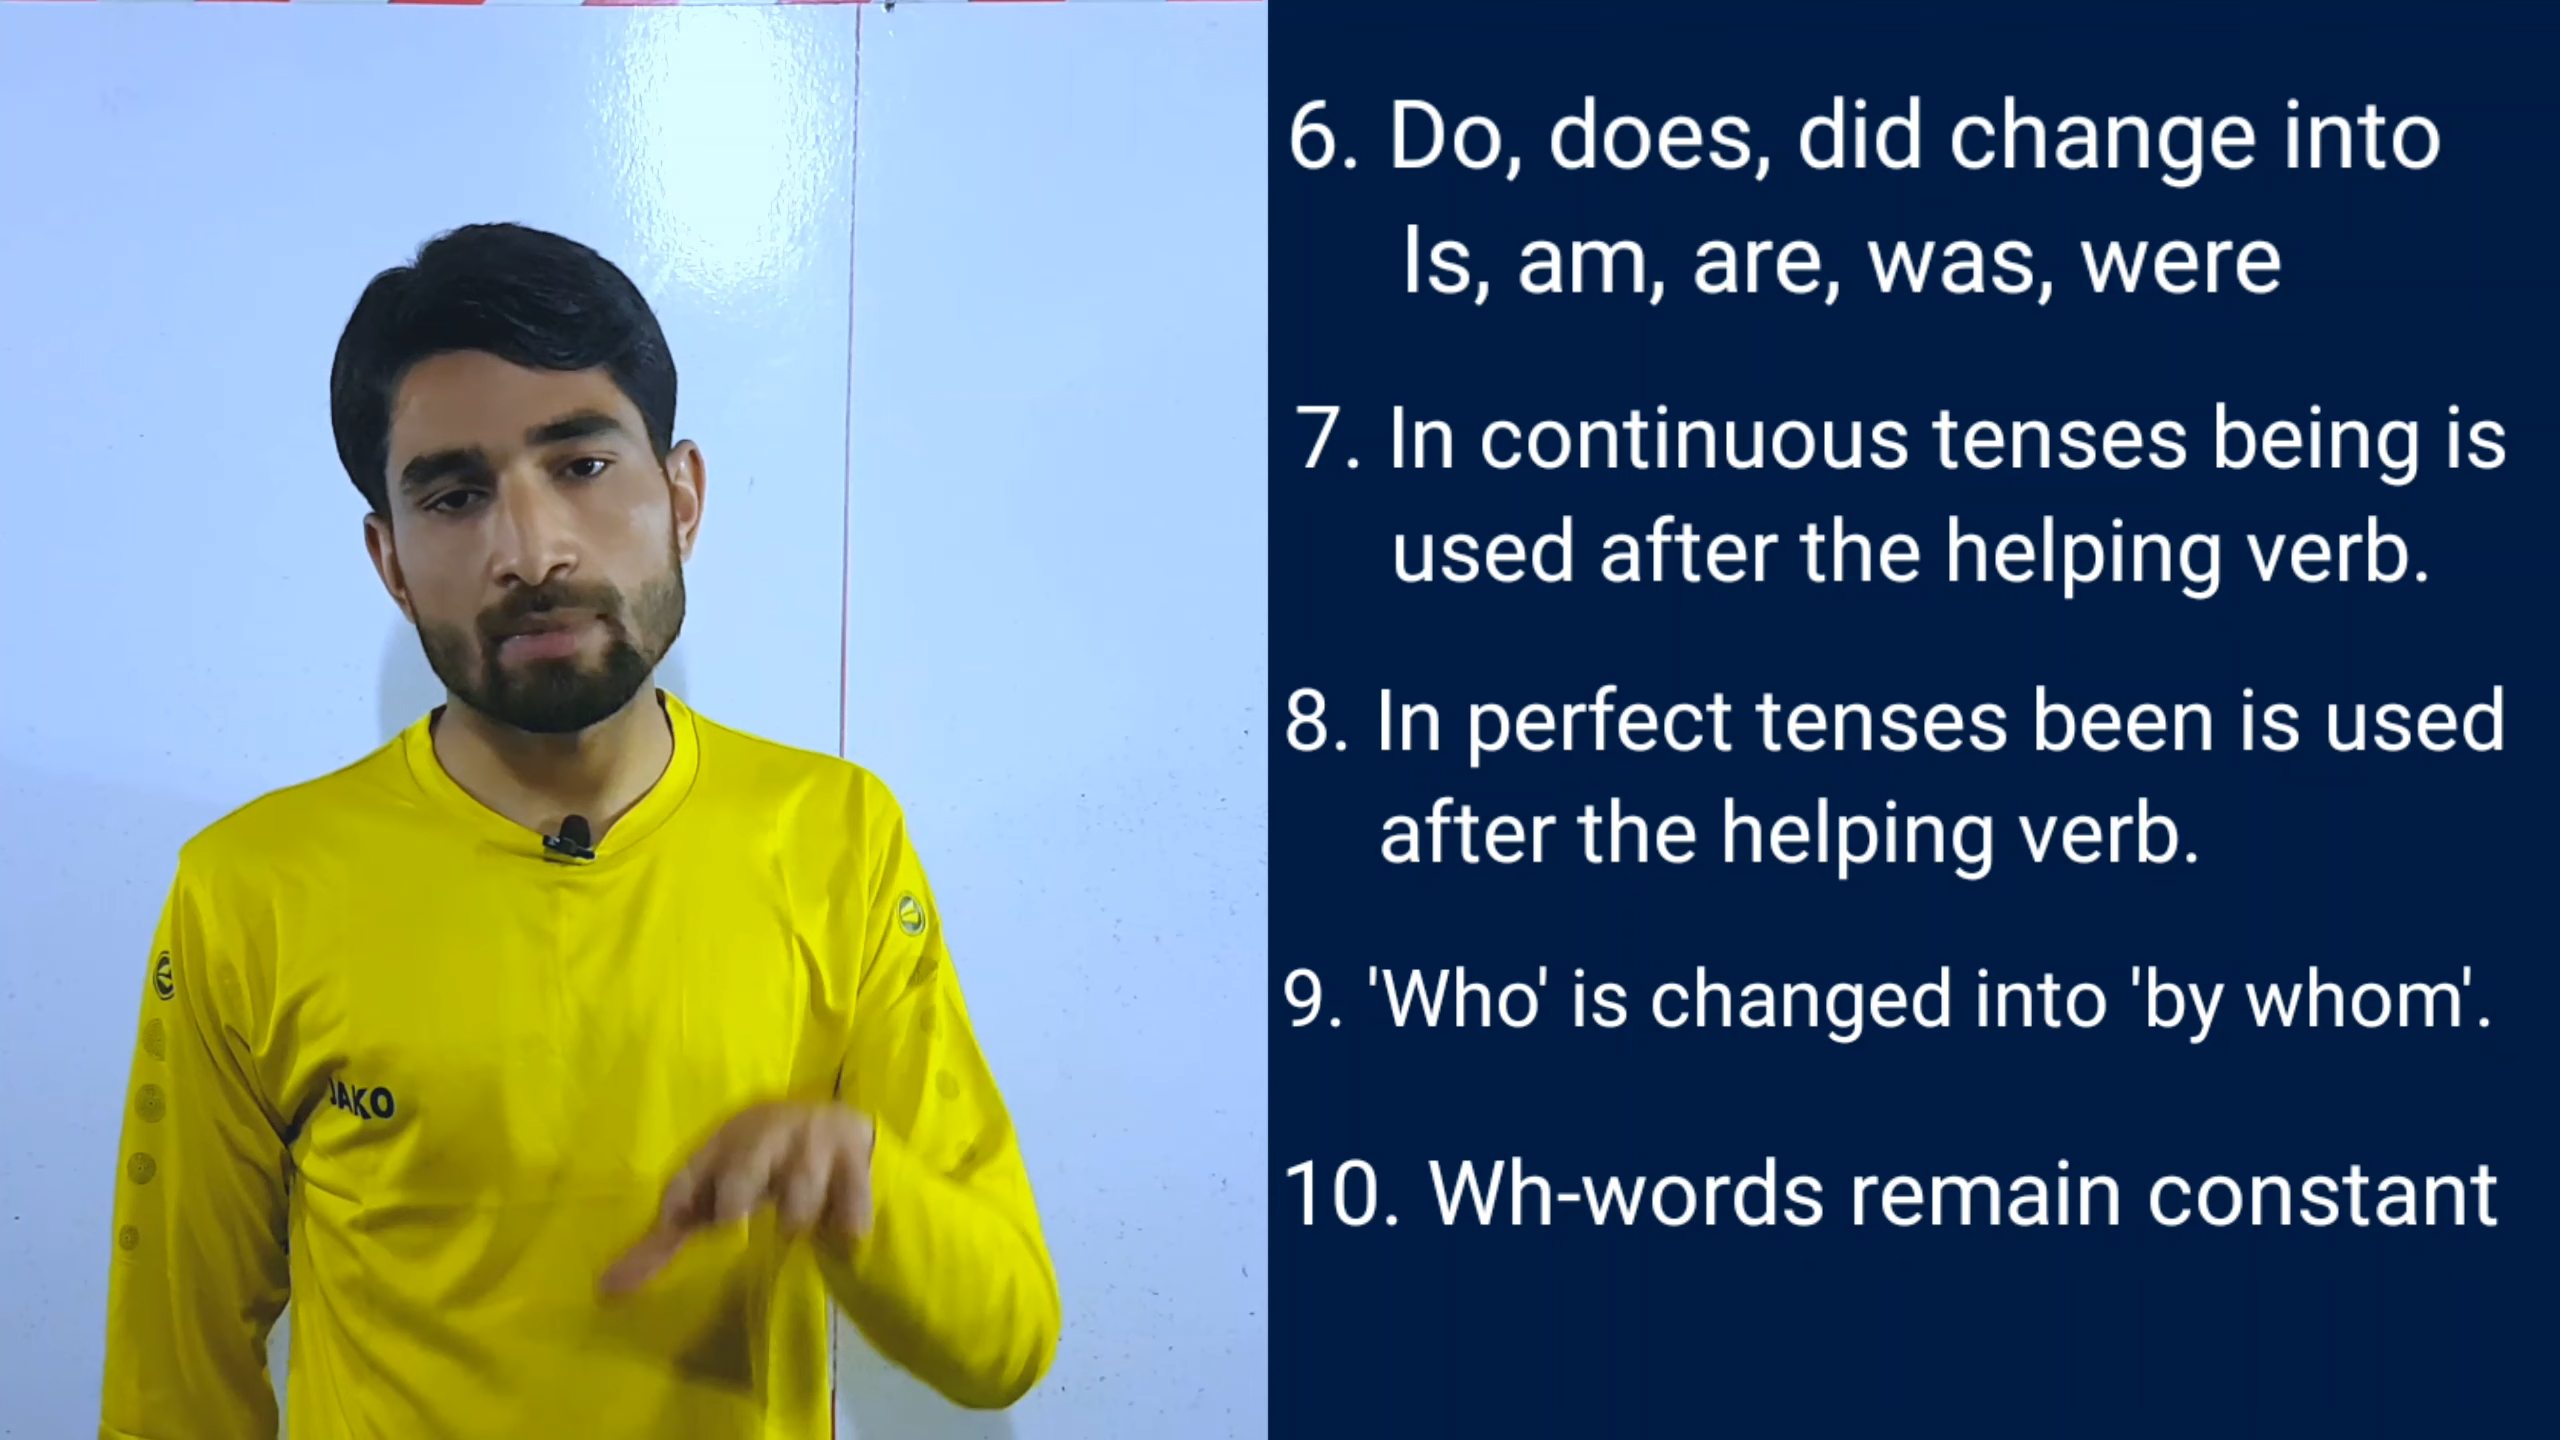 6. Do, does, did change into
Is, am, are, was, were
7. In continuous tenses being is
used after the helping verb.
8. In perfect tenses been is used
after the helping verb.
9. 'Who' is changed into 'by whom'.
10. Wh-words remain constant
JAKO